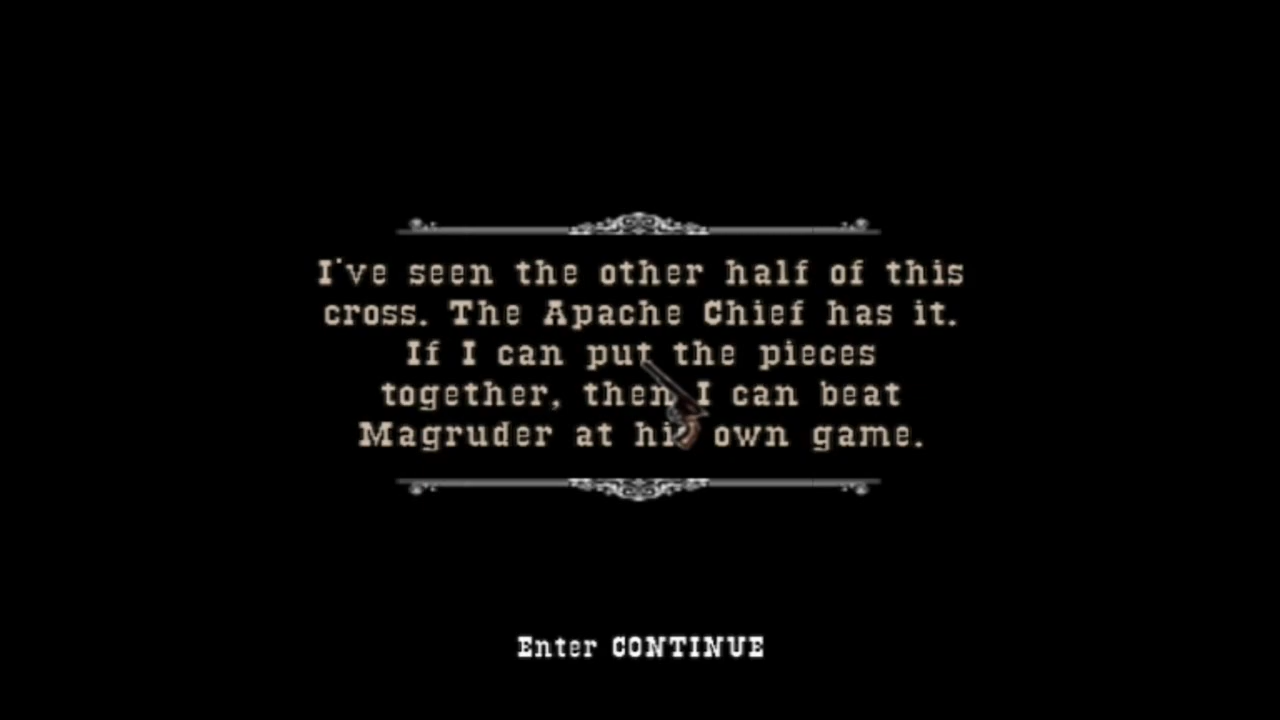 I've seen the other half of this
cross. The Apache Chief has it.
If I can put the pieces
together, then I can beat
Magruder at his own game.
Enter CONTINUE